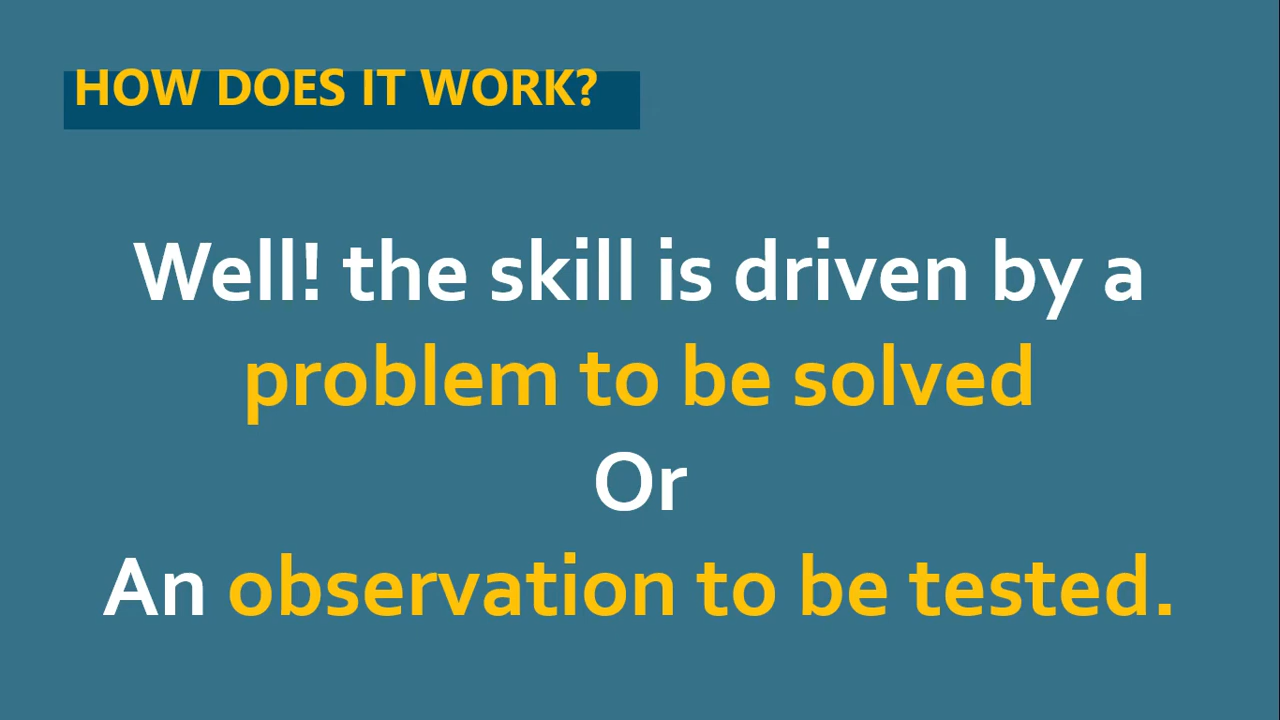 HOW DOES IT WORK?
Well! the skill is driven by a
problem to be solved
Or
An observation to be tested.